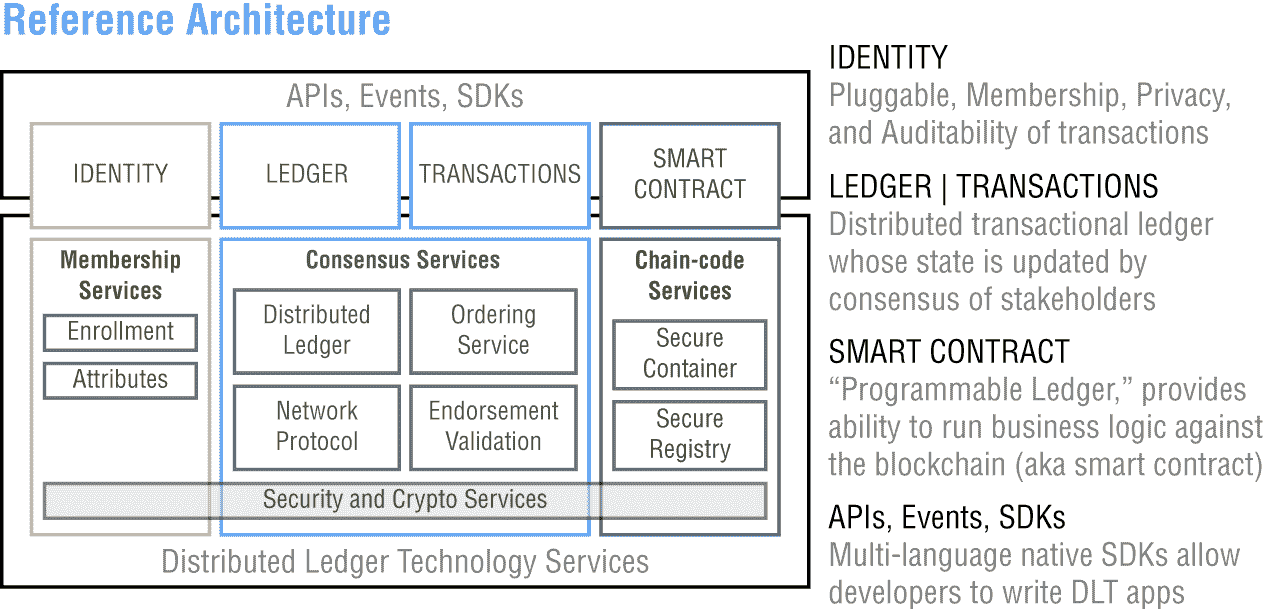 Reference Architecture
APIs, Events, SDKs
IDENTITY
LEDGER
TRANSACTIONS
SMART
CONTRACT
Membership
Services
Enrollment
Attributes
Consensus Services
Distributed
Ledger
Ordering
Service
Network
Protocol
Endorsement
Validation
Chain-code
Services
Secure
Container
Secure
Registry
Security and Crypto Services
Distributed Ledger Technology Services
IDENTITY
Pluggable, Membership, Privacy,
and Auditability of transactions
LEDGER | TRANSACTIONS
Distributed transactional ledger
whose state is updated by
consensus of stakeholders
SMART CONTRACT
“Programmable Ledger,” provides
ability to run business logic against
the blockchain (aka smart contract)
APIs, Events, SDKs
Multi-language native SDKs allow
developers to write DLT apps